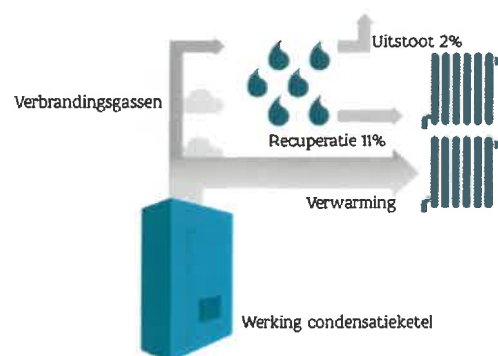 Uitstoot 2%
Verbrandingsgassen
Recuperatie 11%
Verwarming
Werking condensatieketel